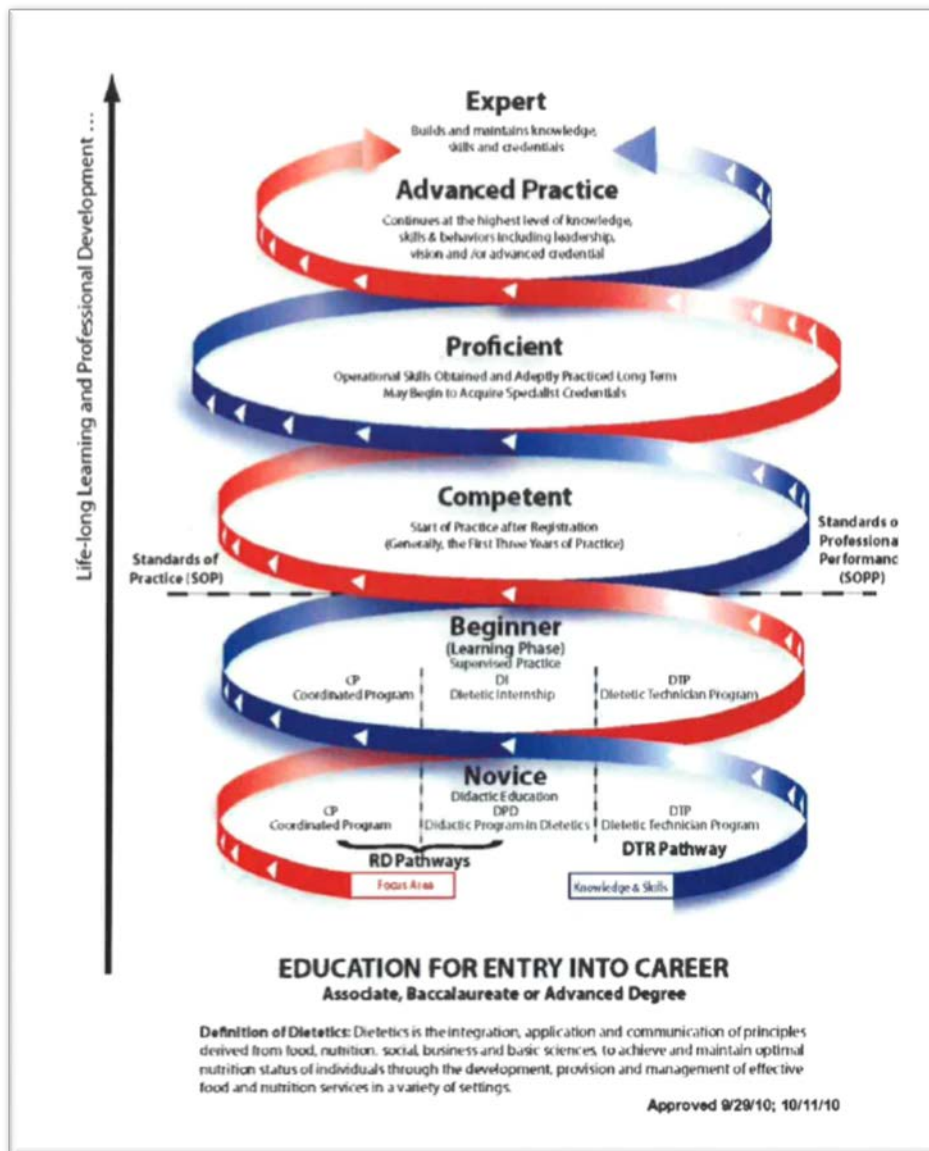 Life-long Learning and Professional Development ...
Expert
Builds and maintains knowledge,
skills and credentials
Advanced Practice
Continues at the highest level of knowledge,
skills & behaviors including leadership,
vision and /or advanced credential
Proficient
Operational Skills Obtained and Adeptly Practiced Long Term
May Begin to Acquire Specialist Credentials
Competent
Start of Practice after Registration
(Generally, the First Three Years of Practice)
Standards of
Practice (SOP)
Standards o
Professiona
Performanc
(SOPP)
Beginner
(Learning Phase)
Supervised Practice
CP
Coordinated Program
DI
Dietetic Internship
DTP
Dietetic Technician Program
Novice
Didactic Education
CP
Coordinated Program
DPD
Didactic Program in Dietetics
DTP
Dietetic Technician Program
RD Pathways
DTR Pathway
Focus Area
Knowledge & Skills
EDUCATION FOR ENTRY INTO CAREER
Associate, Baccalaureate or Advanced Degree
Definition of Dietetics: Dietetics is the integration, application and communication of principles
derived from food, nutrition, social, business and basic sciences, to achieve and maintain optimal
nutrition status of individuals through the development, provision and management of effective
food and nutrition services in a variety of settings.
Approved 9/29/10; 10/11/10